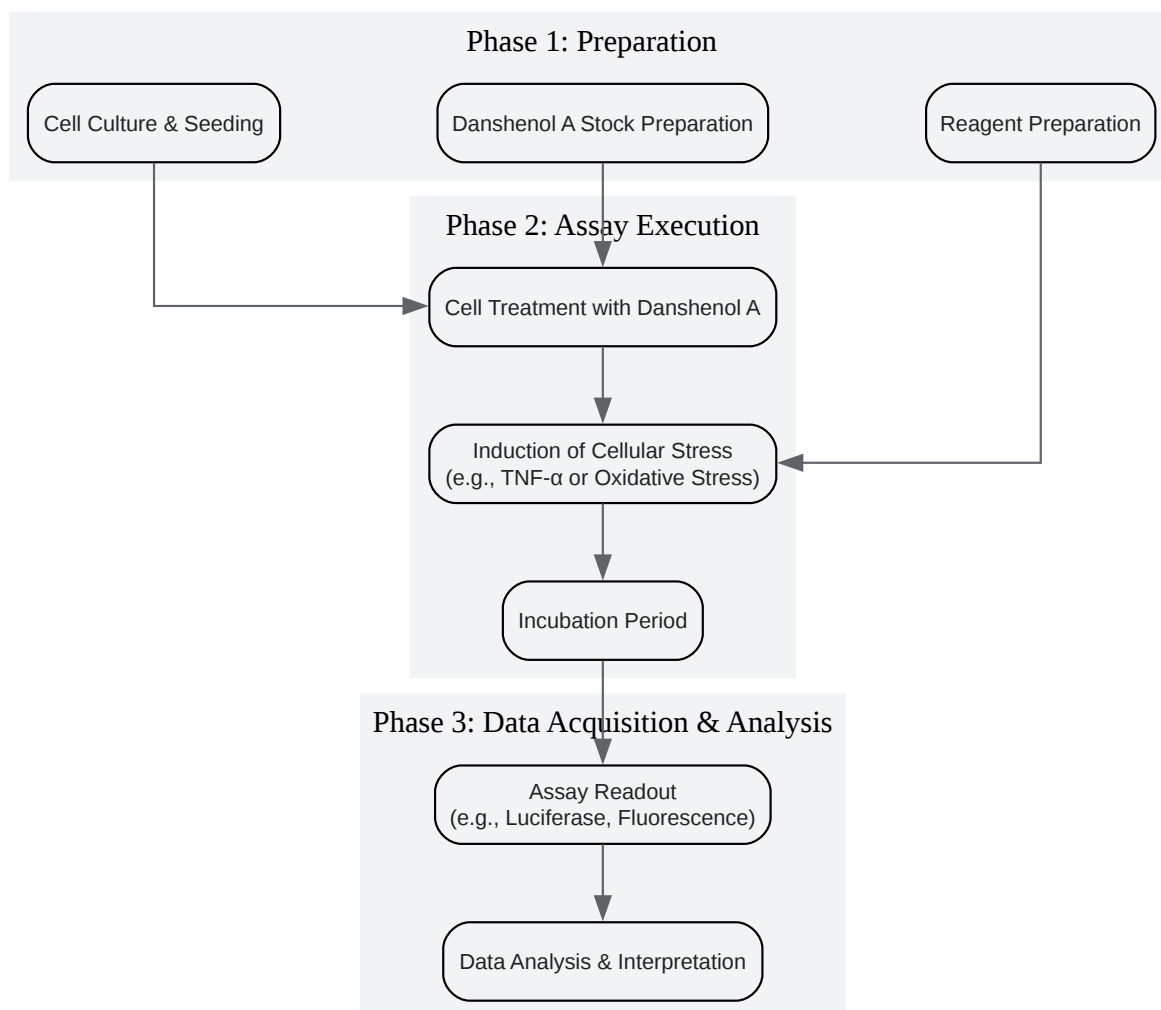 Phase 1: Preparation
Cell Culture & Seeding
Danshenol A Stock Preparation
Reagent Preparation
Phase 2: Assay Execution
Cell Treatment with Danshenol A
Induction of Cellular Stress
(e.g., TNF-α or Oxidative Stress)
Incubation Period
Phase 3: Data Acquisition & Analysis
Assay Readout
(e.g., Luciferase, Fluorescence)
Data Analysis & Interpretation